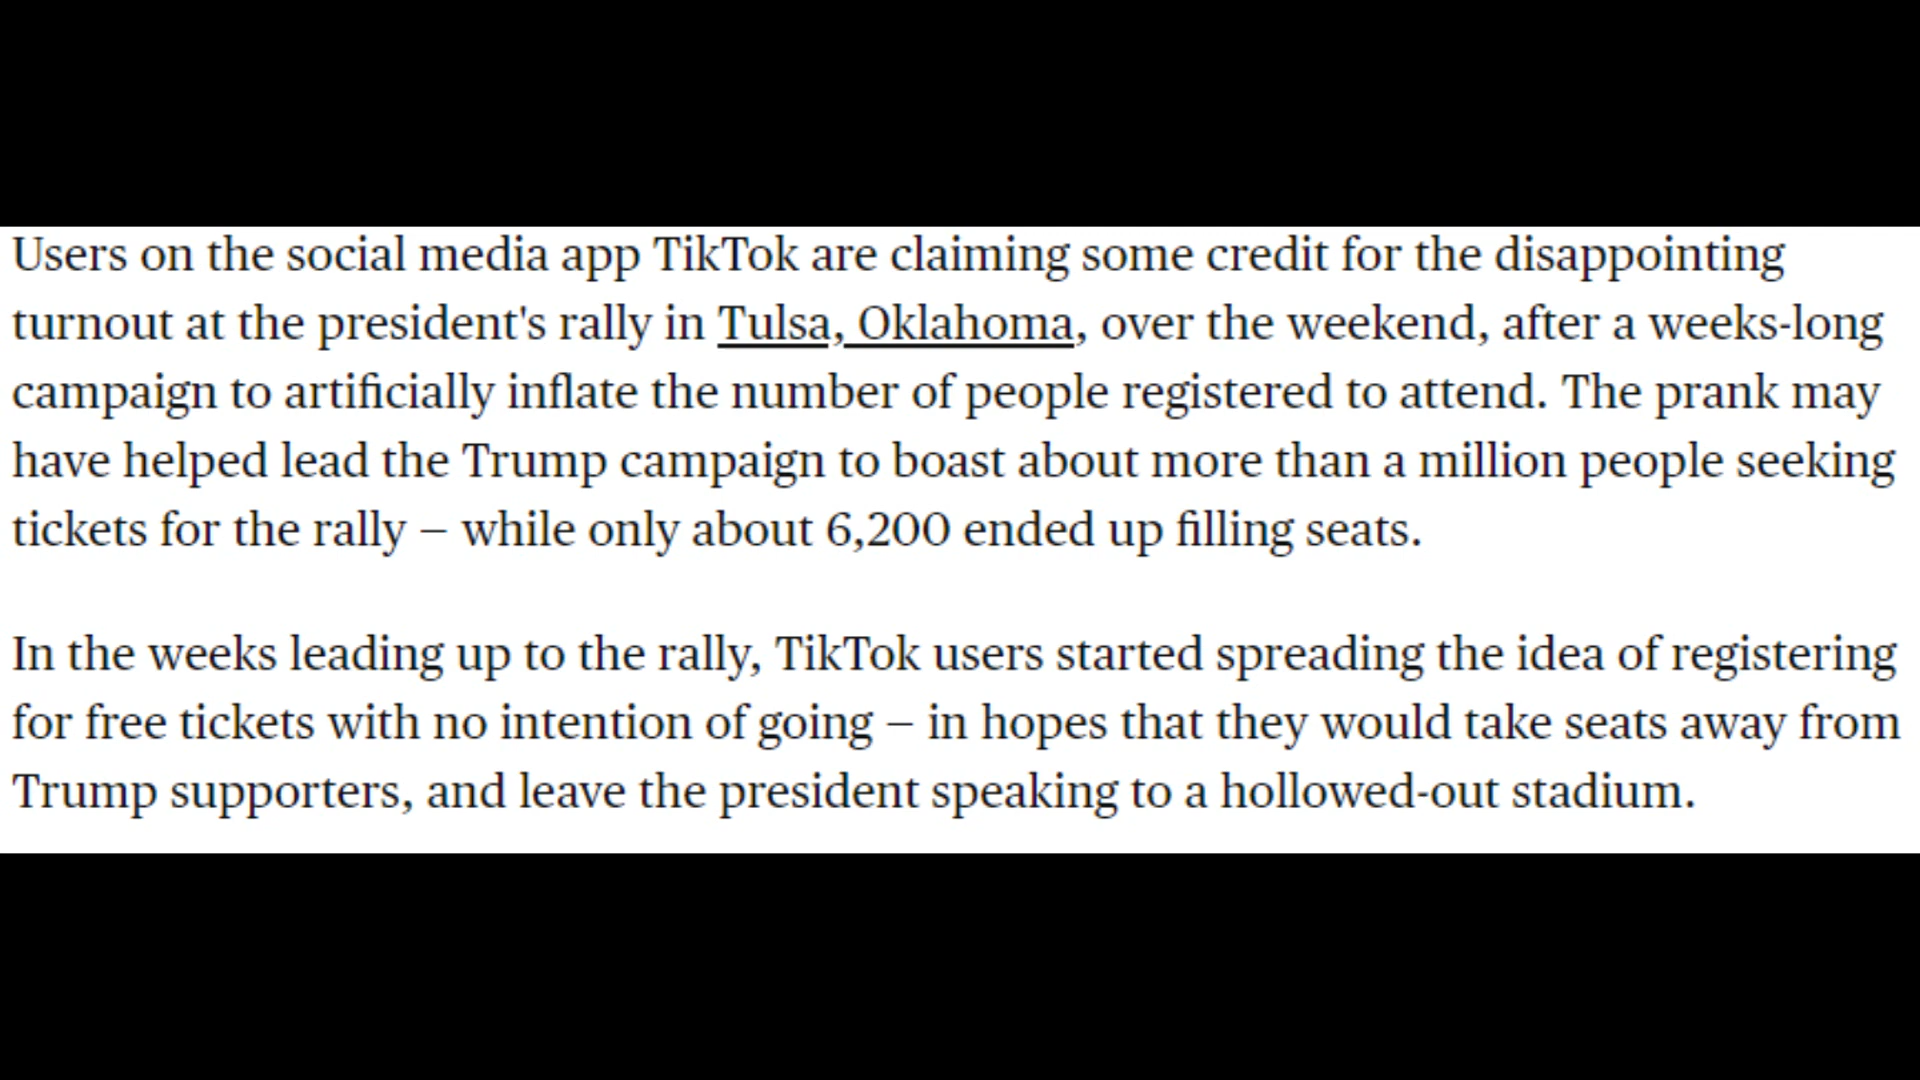 Users on the social media app TikTok are claiming some credit for the disappointing
turnout at the president's rally in Tulsa, Oklahoma, over the weekend, after a weeks-long
campaign to artificially inflate the number of people registered to attend. The prank may
have helped lead the Trump campaign to boast about more than a million people seeking
tickets for the rally – while only about 6,200 ended up filling seats.
In the weeks leading up to the rally, TikTok users started spreading the idea of registering
for free tickets with no intention of going – in hopes that they would take seats away from
Trump supporters, and leave the president speaking to a hollowed-out stadium.